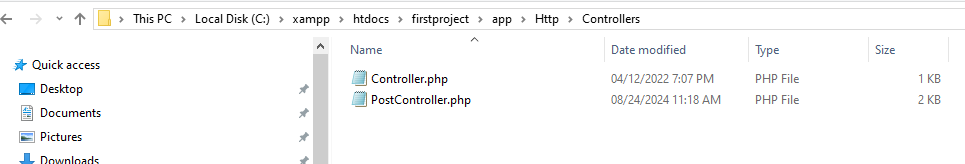 This PC > Local Disk (C:) > xampp > htdocs > firstproject > app > Http > Controllers
Name Date modified Type Size
Quick access
Controller.php 04/12/2022 7:07 PM PHP File 1 KB
Desktop
PostController.php 08/24/2024 11:18 AM PHP File 2 KB
Documents
Pictures
Downloads